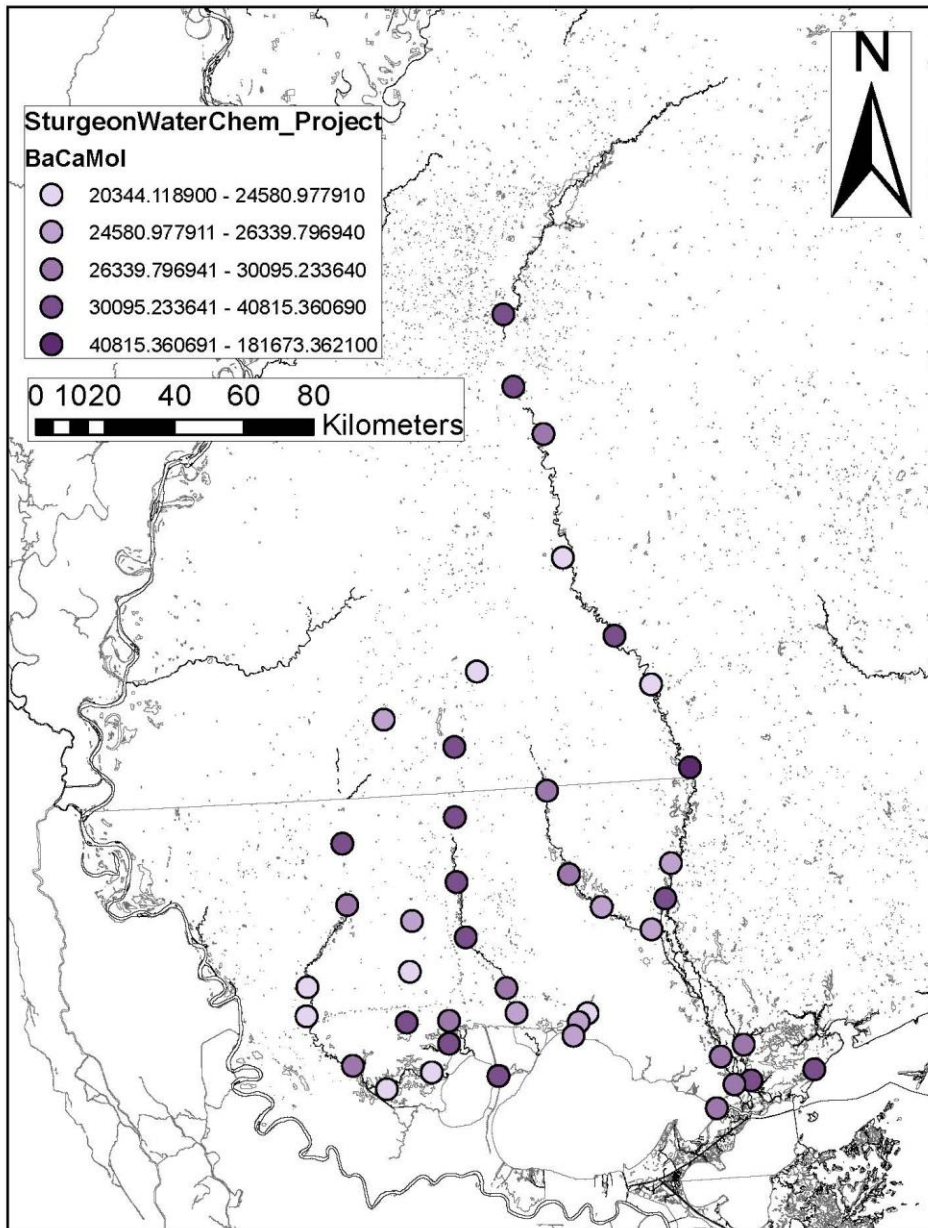 N
SturgeonWaterChem_Project
BaCaMol
20344.118900 - 24580.977910
24580.977911 - 26339.796940
26339.796941 - 30095.233640
30095.233641 - 40815.360690
40815.360691 - 181673.362100
0 1020 40 60 80
Kilometers